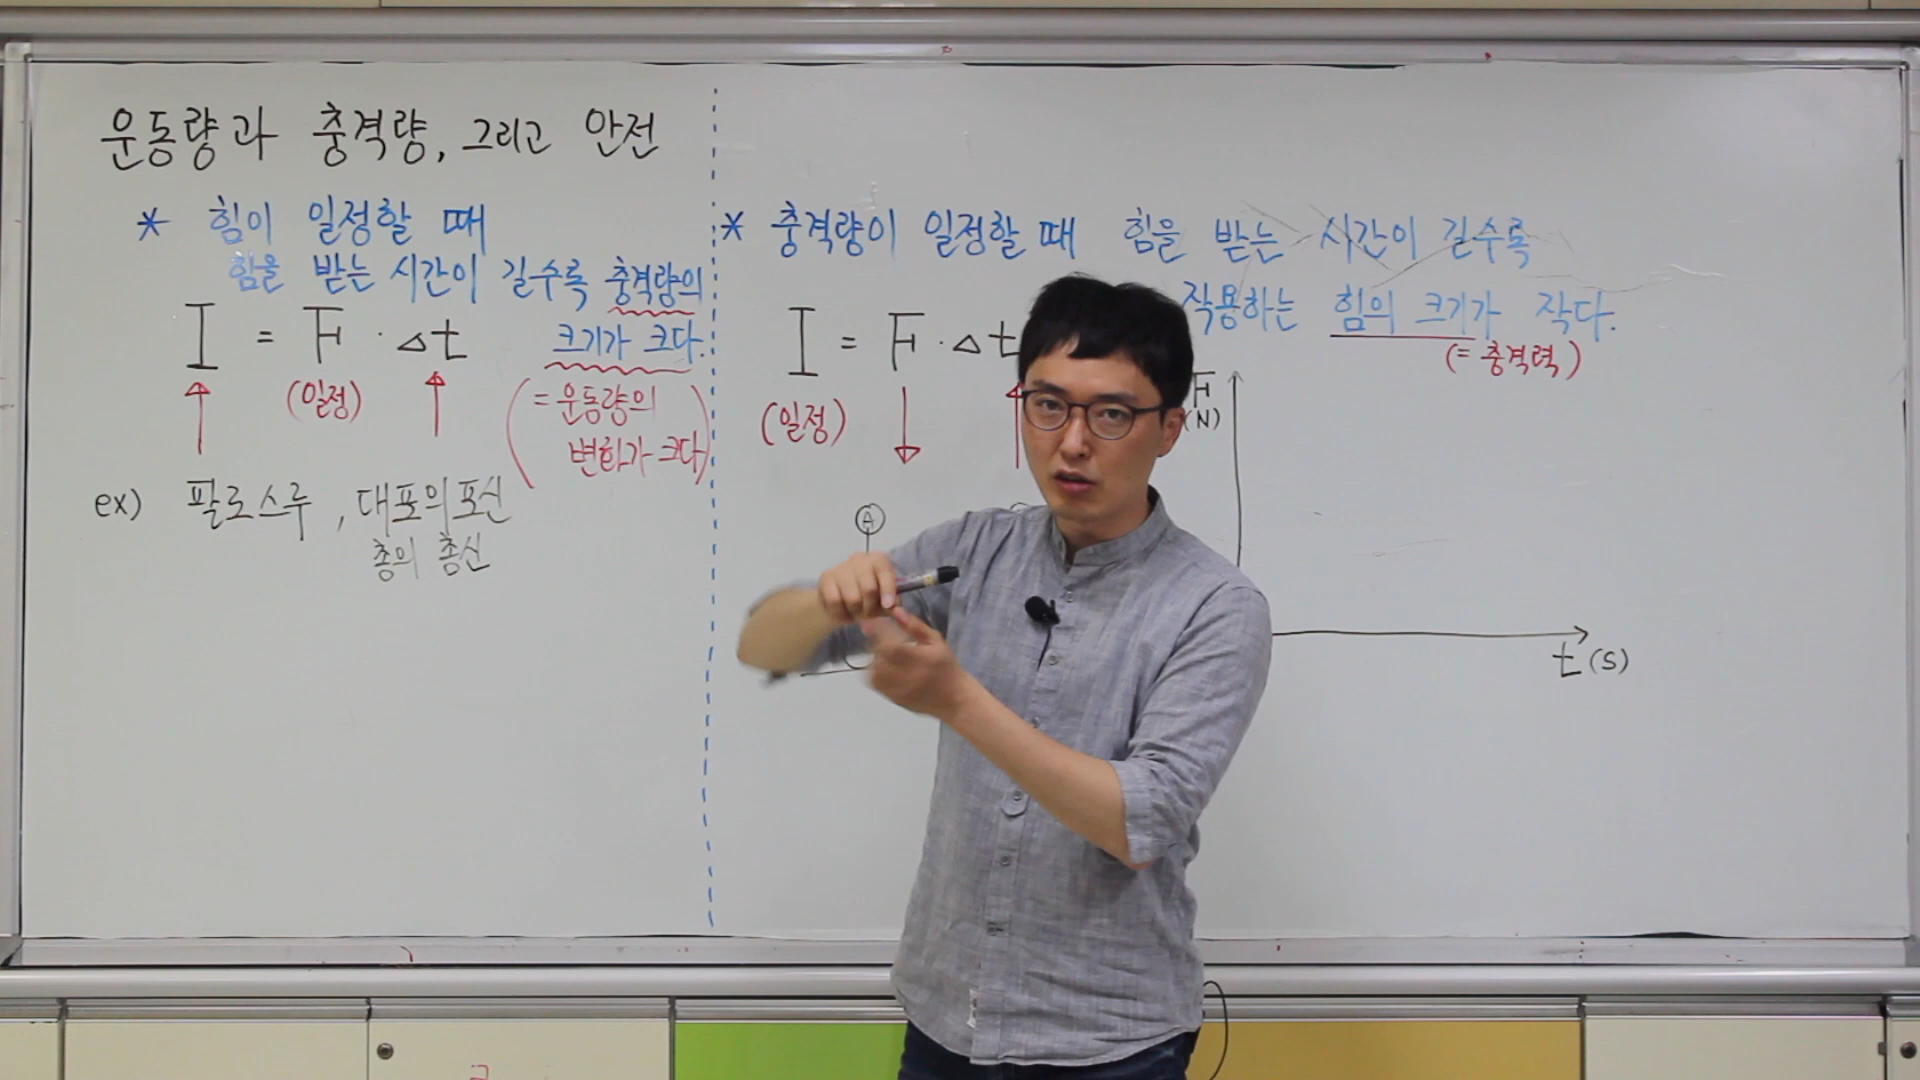 운동량과 충격량, 그리고 안전
* 힘이 일정할 때
힘을 받는 시간이 길수록 충격량의
크기가 크다.
I = F · Δt
(일정)
( = 운동량의
변화가 크다)
ex) 팔로스루, 대포의 포신
총의 총신
* 충격량이 일정할 때 힘을 받는 시간이 길수록
작용하는 힘의 크기가 작다.
(= 충격력)
I = F · Δt
(일정)
A
F
(N)
t (s)